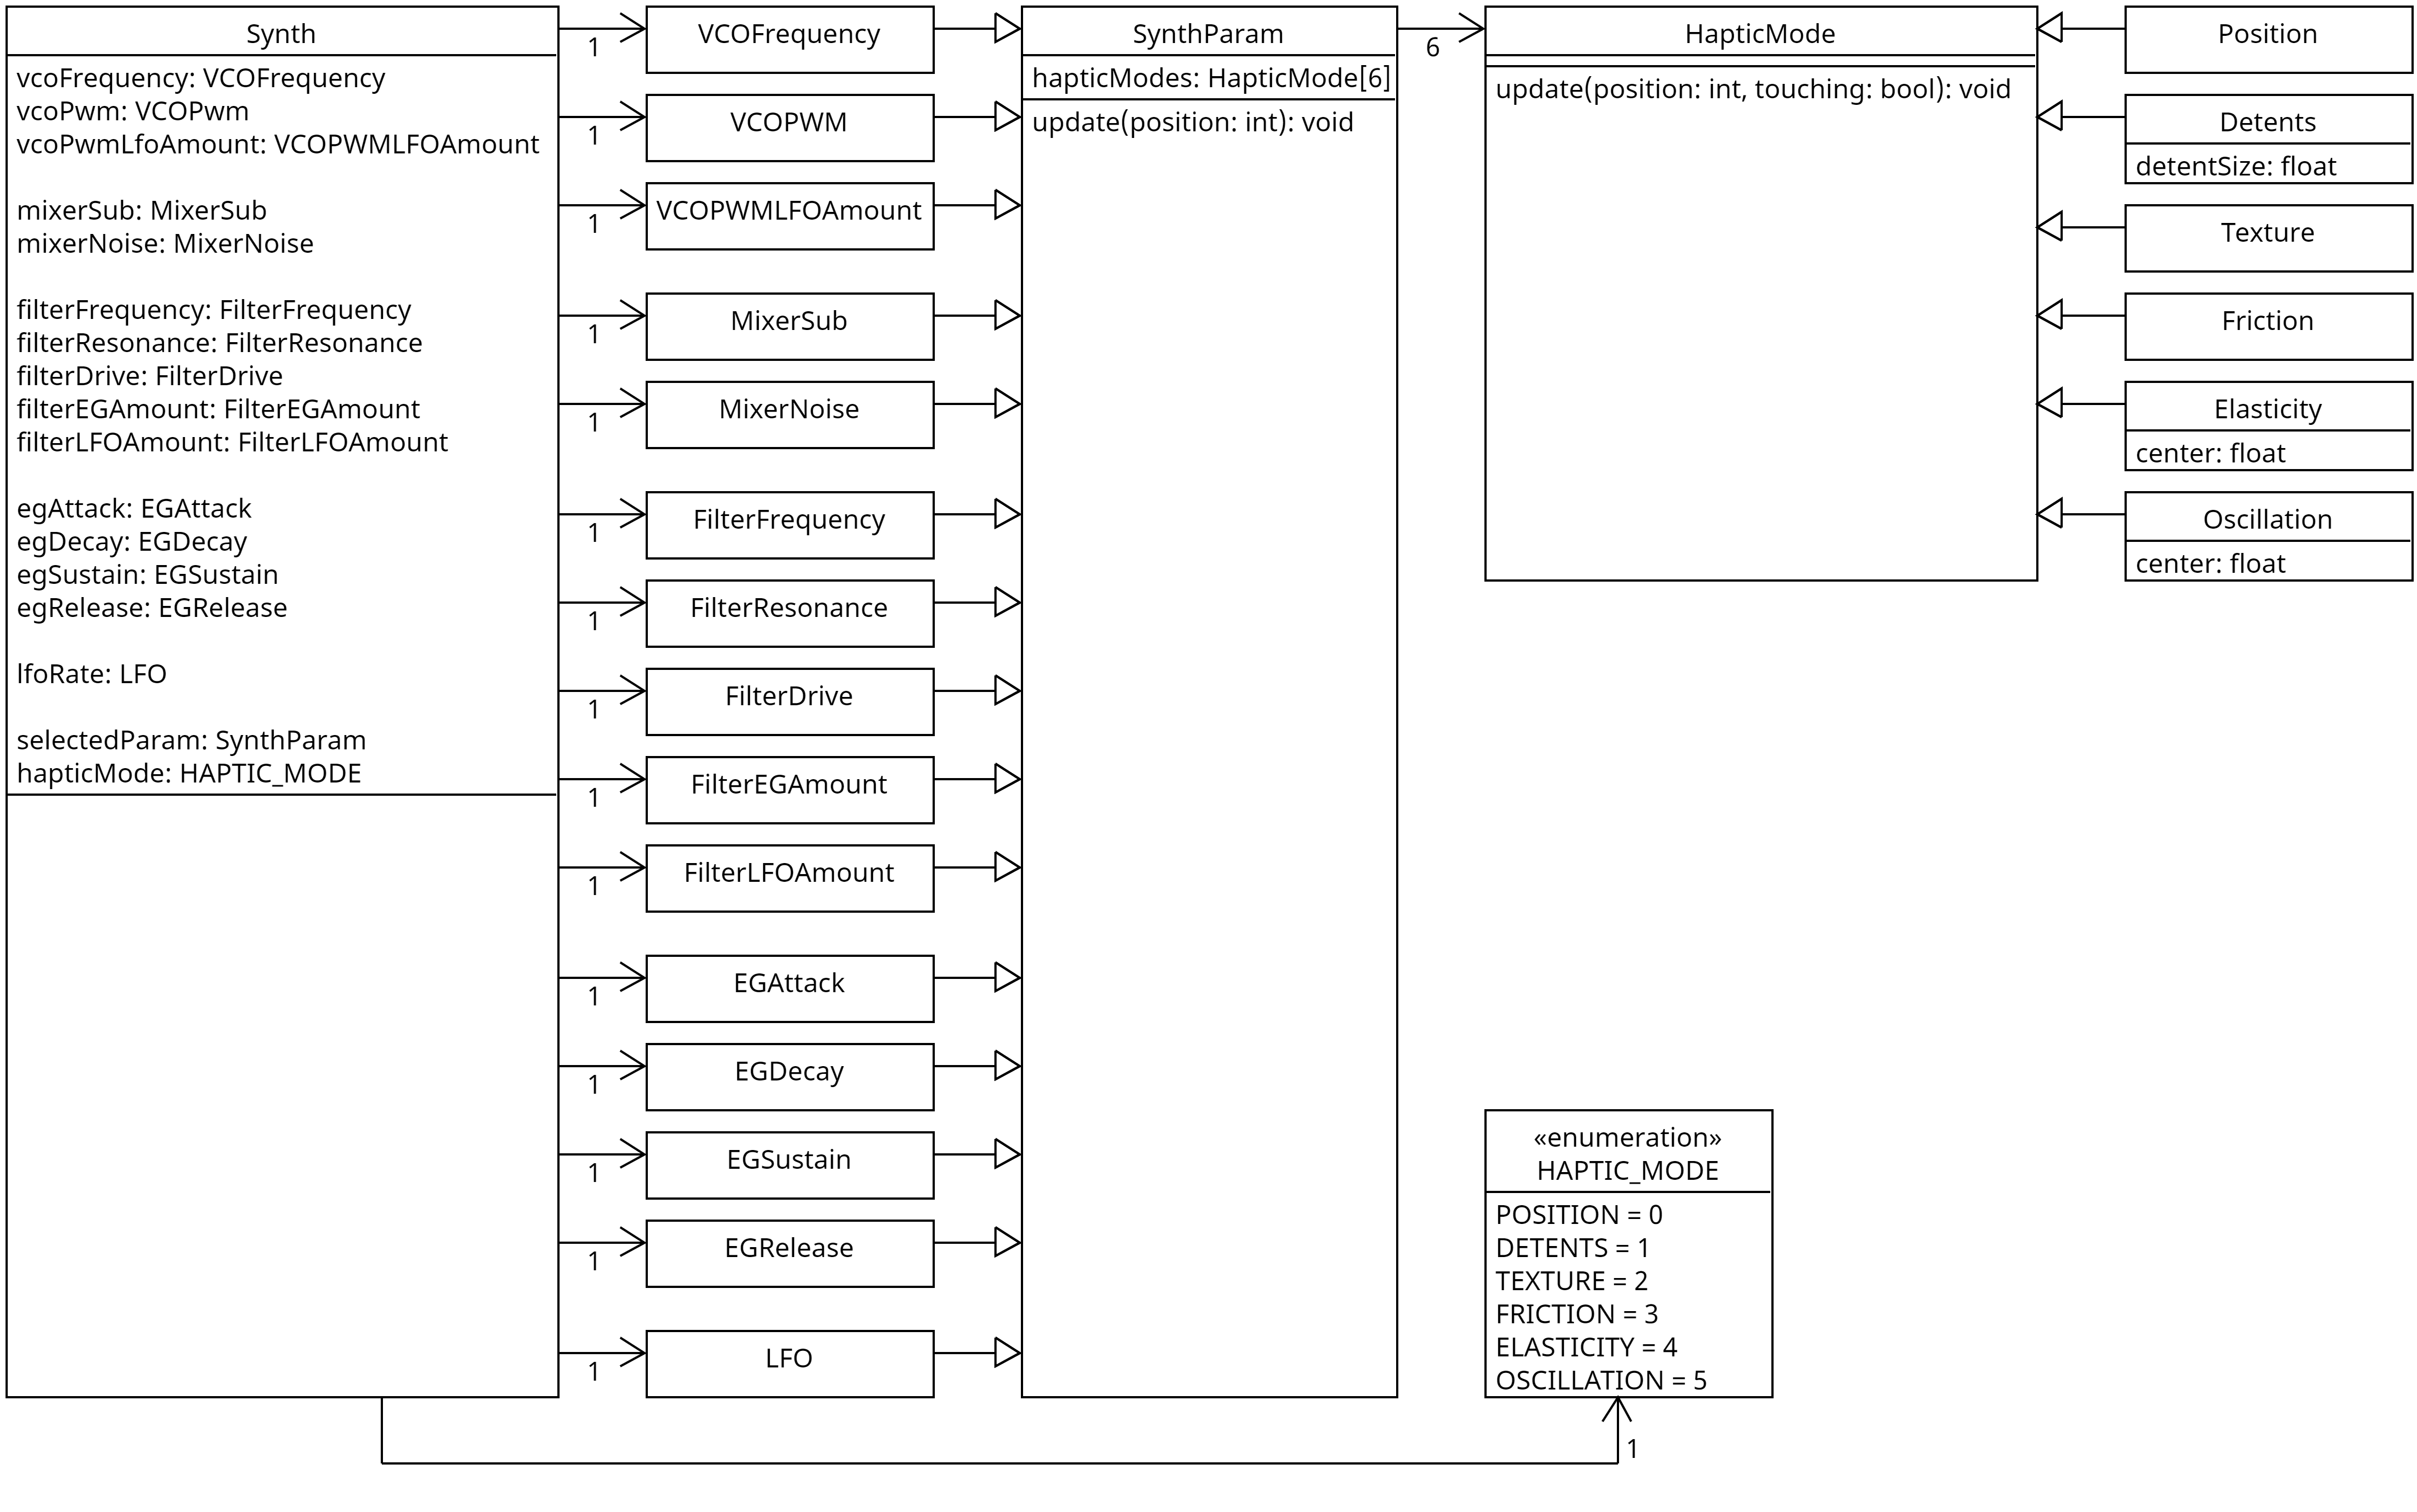 Synth
vcoFrequency: VCOFrequency
vcoPwm: VCOPwm
vcoPwmLfoAmount: VCOPWMLFOAmount
mixerSub: MixerSub
mixerNoise: MixerNoise
filterFrequency: FilterFrequency
filterResonance: FilterResonance
filterDrive: FilterDrive
filterEGAmount: FilterEGAmount
filterLFOAmount: FilterLFOAmount
egAttack: EGAttack
egDecay: EGDecay
egSustain: EGSustain
egRelease: EGRelease
lfoRate: LFO
selectedParam: SynthParam
hapticMode: HAPTIC_MODE
1
VCOFrequency
1
VCOPWM
1
VCOPWMLFOAmount
1
MixerSub
1
MixerNoise
1
FilterFrequency
1
FilterResonance
1
FilterDrive
1
FilterEGAmount
1
FilterLFOAmount
1
EGAttack
1
EGDecay
1
EGSustain
1
EGRelease
1
LFO
SynthParam
hapticModes: HapticMode[6]
update(position: int): void
6
HapticMode
update(position: int, touching: bool): void
Position
Detents
detentSize: float
Texture
Friction
Elasticity
center: float
Oscillation
center: float
«enumeration»
HAPTIC_MODE
POSITION = 0
DETENTS = 1
TEXTURE = 2
FRICTION = 3
ELASTICITY = 4
OSCILLATION = 5
1